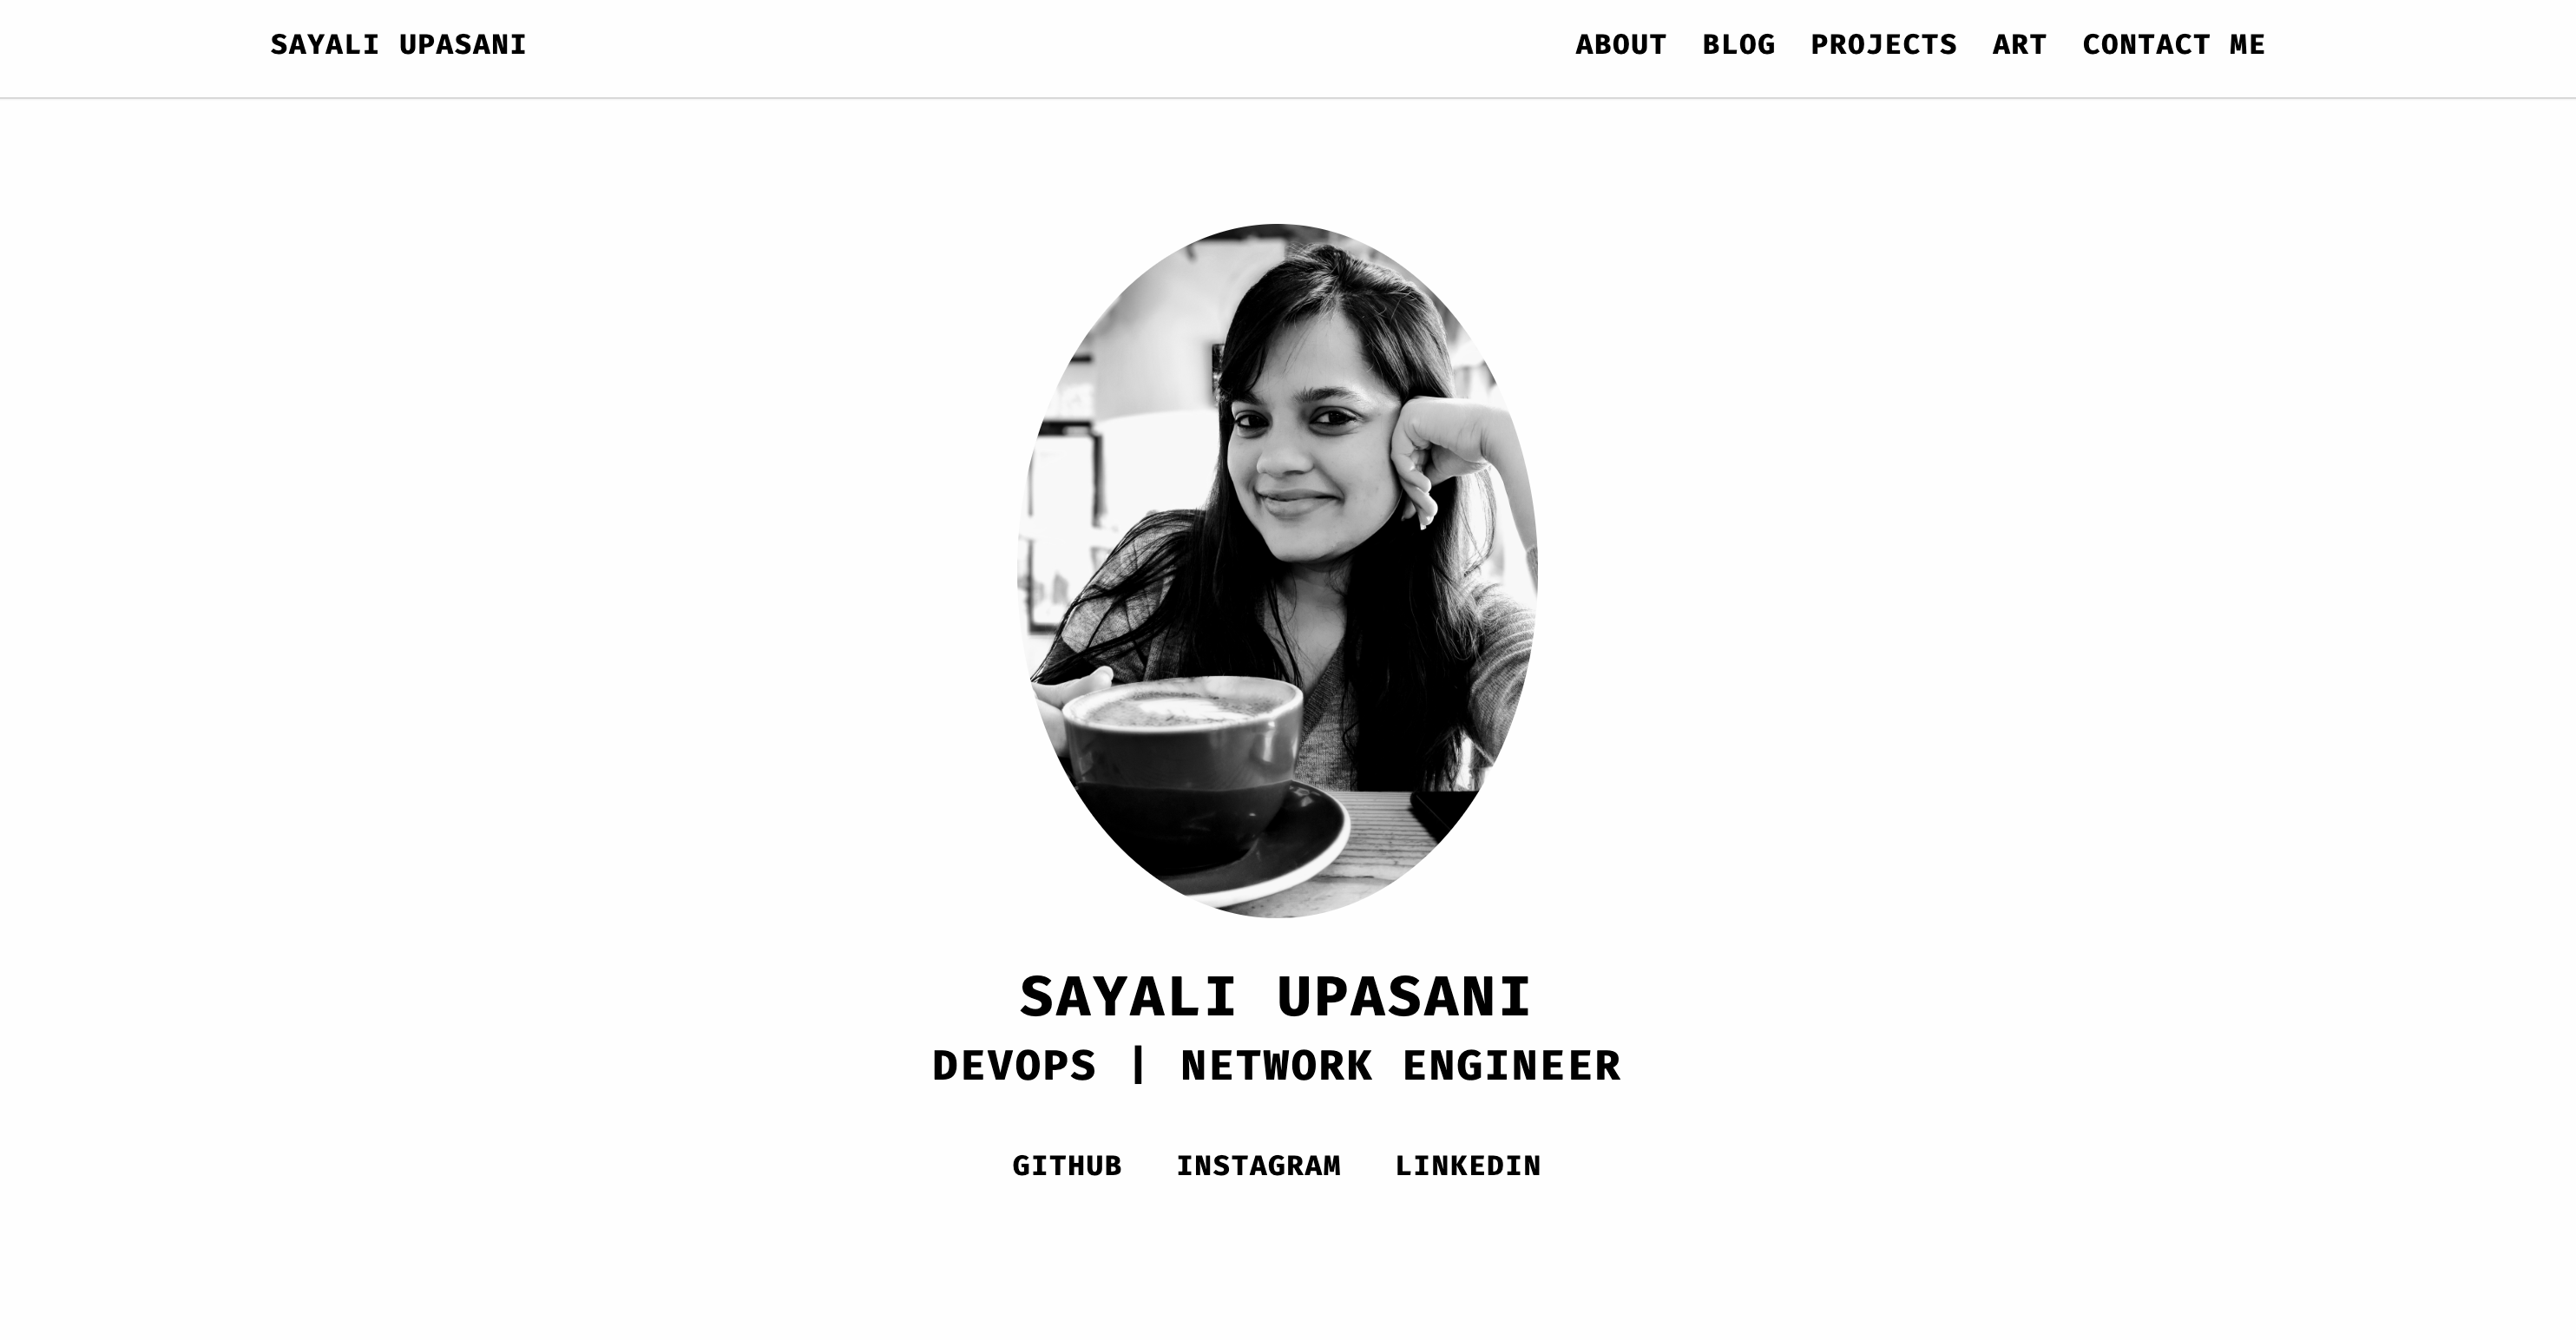 SAYALI UPASANI
ABOUT BLOG PROJECTS ART CONTACT ME
SAYALI UPASANI
DEVOPS | NETWORK ENGINEER
GITHUB INSTAGRAM LINKEDIN